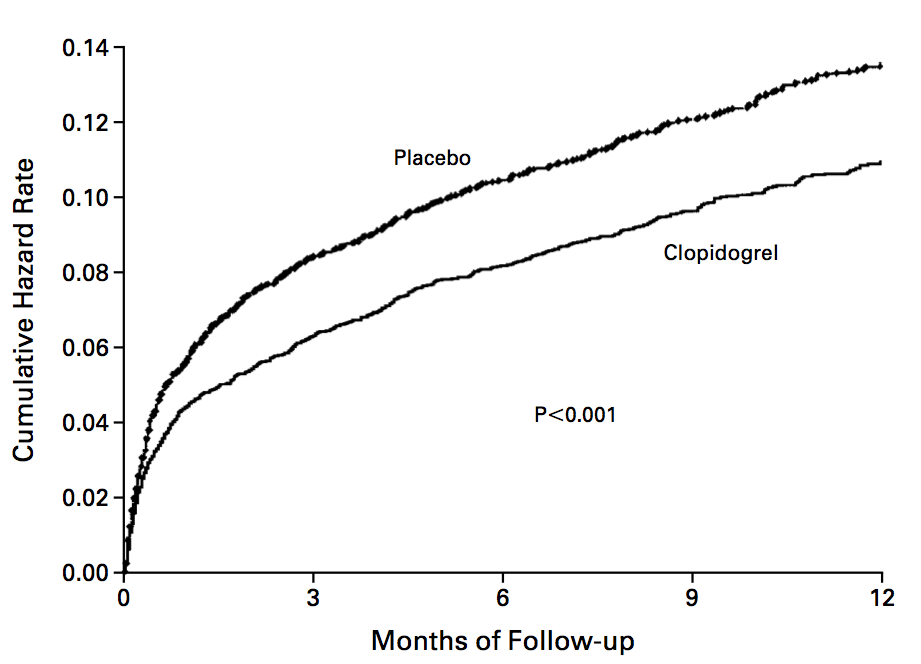 0.14
0.12
Placebo
0.10
Clopidogrel
0.08
0.06
P<0.001
0.04
0.02
0.00
0 3 6 9 12
Months of Follow-up
Cumulative Hazard Rate